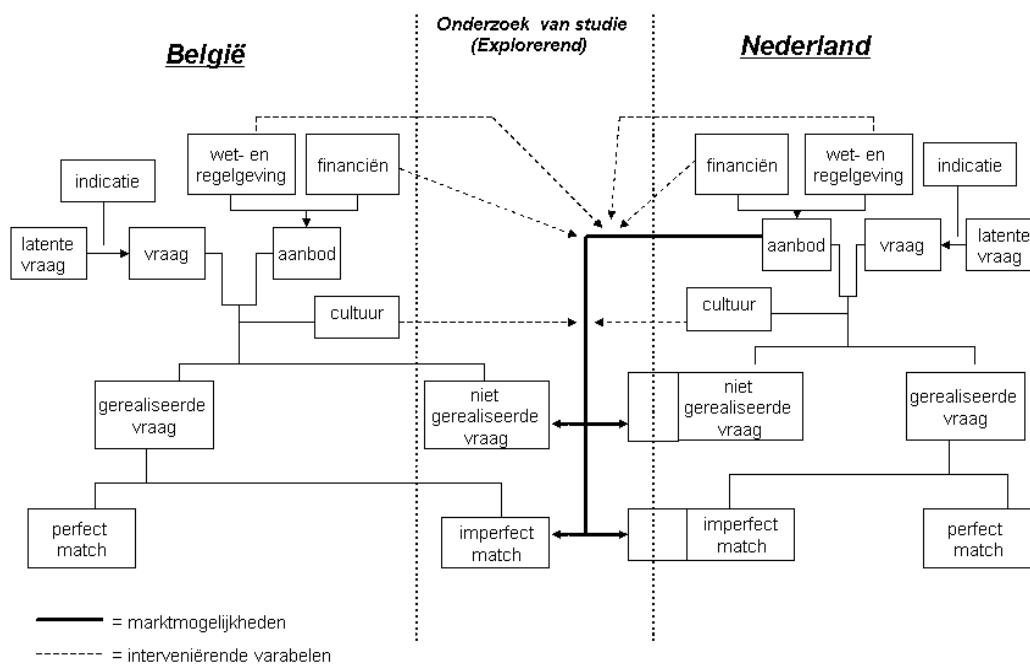 Onderzoek van studie
(Explorerend)
België
Nederland
wet- en
regelgeving
financiën
indicatie
latente
vraag
vraag
aanbod
cultuur
gerealiseerde
vraag
niet
gerealiseerde
vraag
perfect
match
imperfect
match
financiën
wet- en
regelgeving
indicatie
aanbod
vraag
latente
vraag
cultuur
niet
gerealiseerde
vraag
gerealiseerde
vraag
imperfect
match
perfect
match
= marktmogelijkheden
= interveniërende varabelen